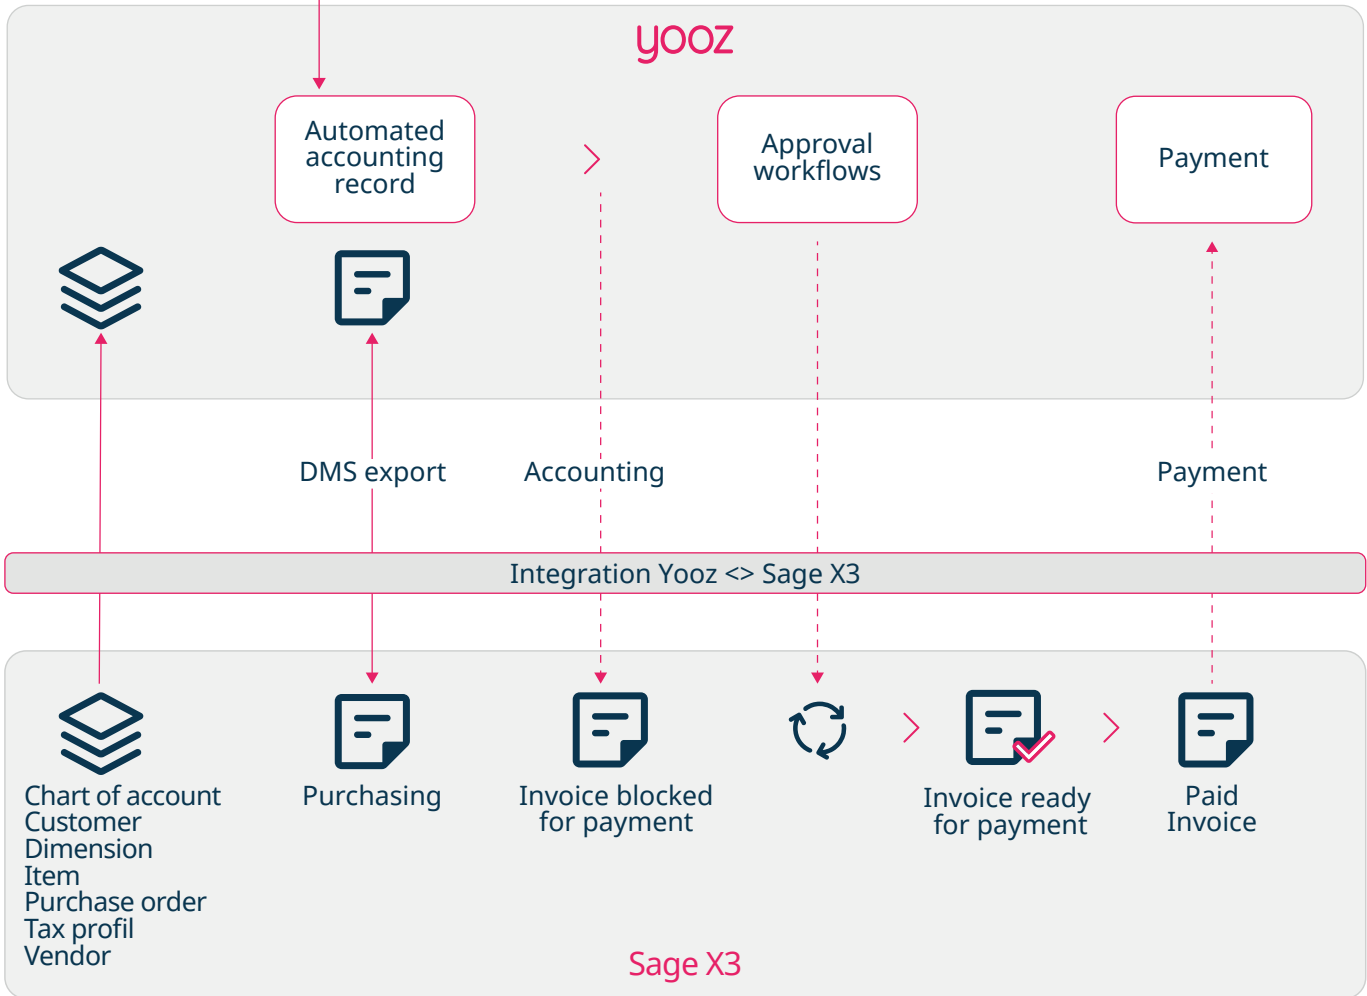 yooz
Automated
accounting
record
Approval
workflows
Payment
DMS export
Accounting
Payment
Integration Yooz <> Sage X3
Chart of account
Customer
Dimension
Item
Purchase order
Tax profil
Vendor
Purchasing
Invoice blocked
for payment
Invoice ready
for payment
Paid
Invoice
Sage X3